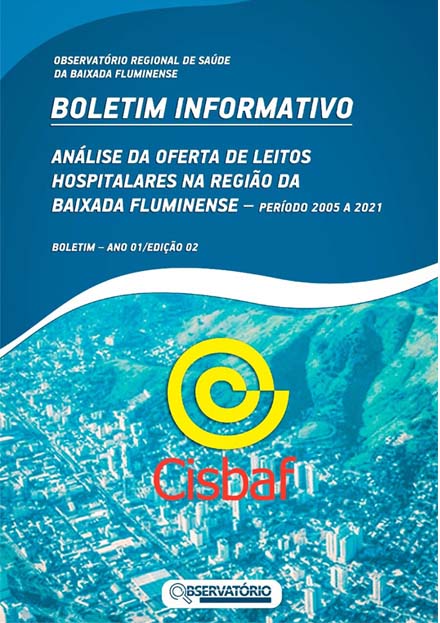 OBSERVATÓRIO REGIONAL DE SAÚDE
DA BAIXADA FLUMINENSE
BOLETIM INFORMATIVO
ANÁLISE DA OFERTA DE LEITOS
HOSPITALARES NA REGIÃO DA
BAIXADA FLUMINENSE – PERÍODO 2005 A 2021
BOLETIM – ANO 01/EDIÇÃO 02
Cisbaf
OBSERVATÓRIO